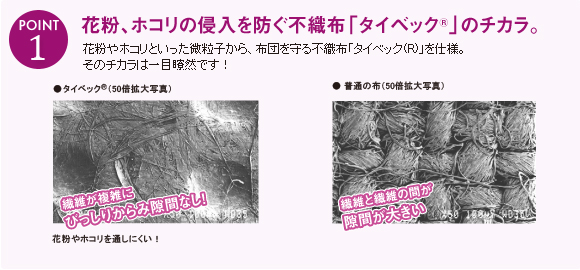 POINT
1
花粉、ホコリの侵入を防ぐ不織布「タイベック®」のチカラ。
花粉やホコリといった微粒子から、布団を守る不織布「タイベック(R)」を仕様。
そのチカラは一目瞭然です！
●タイベック®（50倍拡大写真）
● 普通の布（50倍拡大写真）
繊維が複雑に
びっしりからみ隙間なし!
繊維と繊維の間が
隙間が大きい
花粉やホコリを通しにくい！